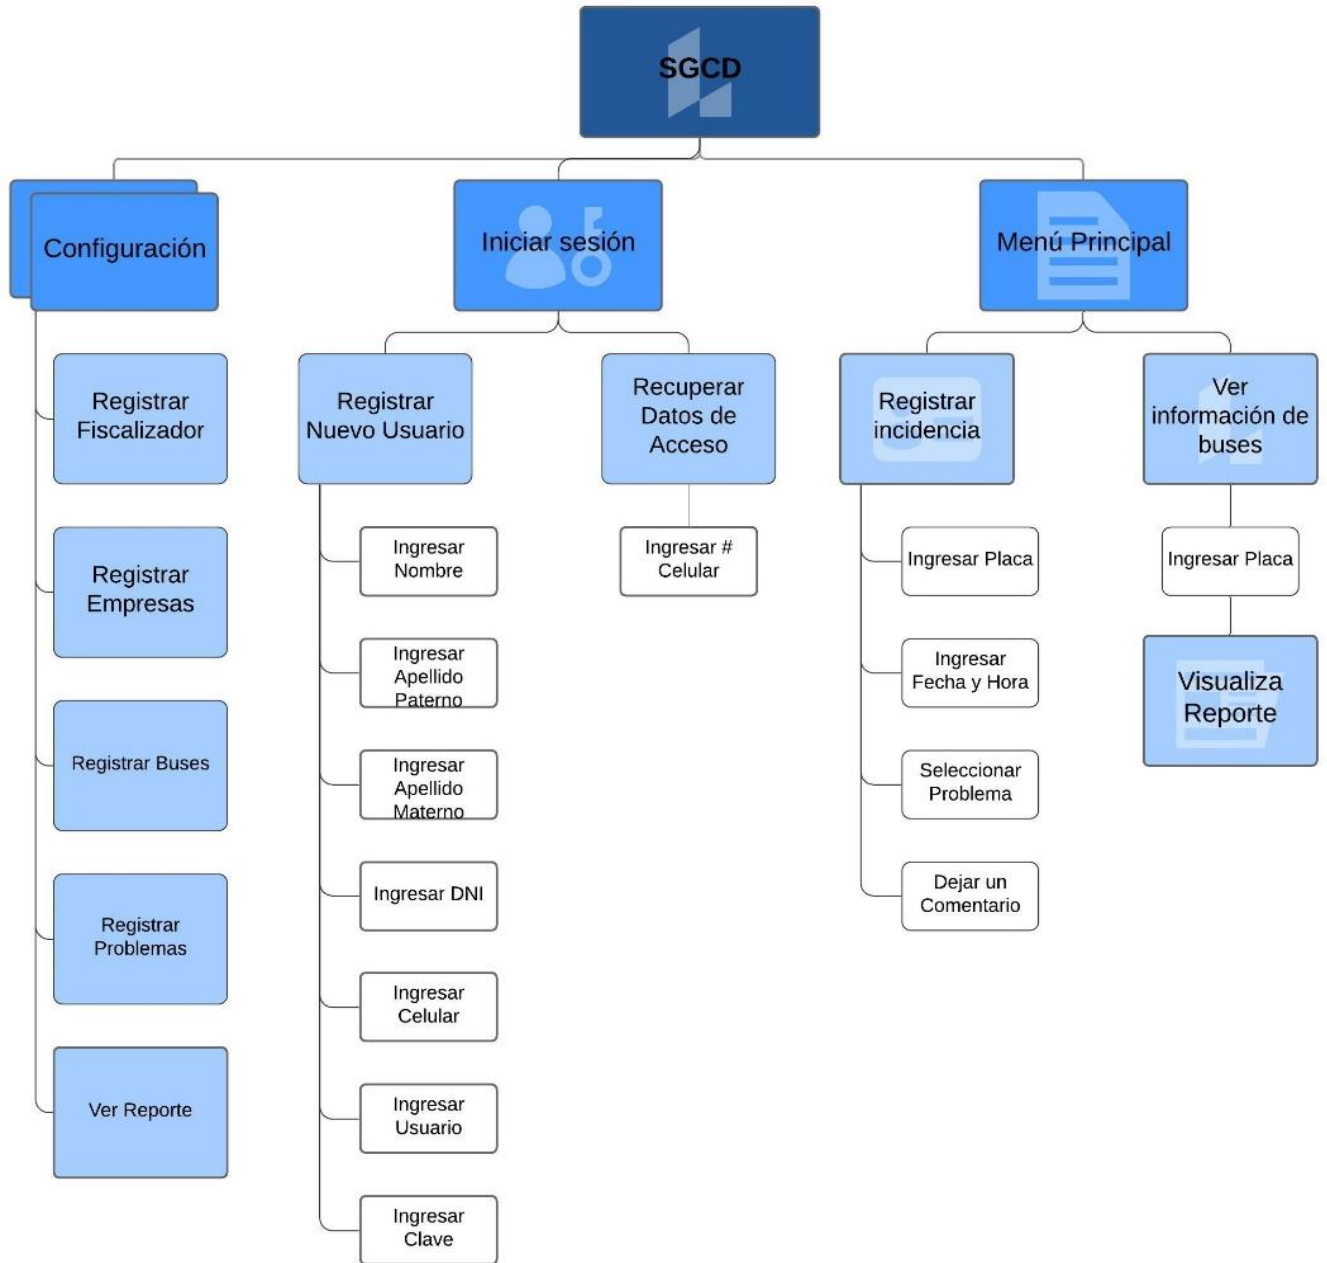 SGCD
Configuración
Iniciar sesión
Menú Principal
Registrar
Fiscalizador
Registrar
Empresas
Registrar Buses
Registrar
Problemas
Ver Reporte
Registrar
Nuevo Usuario
Ingresar
Nombre
Ingresar
Apellido
Paterno
Ingresar
Apellido
Materno
Ingresar DNI
Ingresar
Celular
Ingresar
Usuario
Ingresar
Clave
Recuperar
Datos de
Acceso
Ingresar #
Celular
Registrar
incidencia
Ingresar Placa
Ingresar
Fecha y Hora
Seleccionar
Problema
Dejar un
Comentario
Ver
información de
buses
Ingresar Placa
Visualiza
Reporte